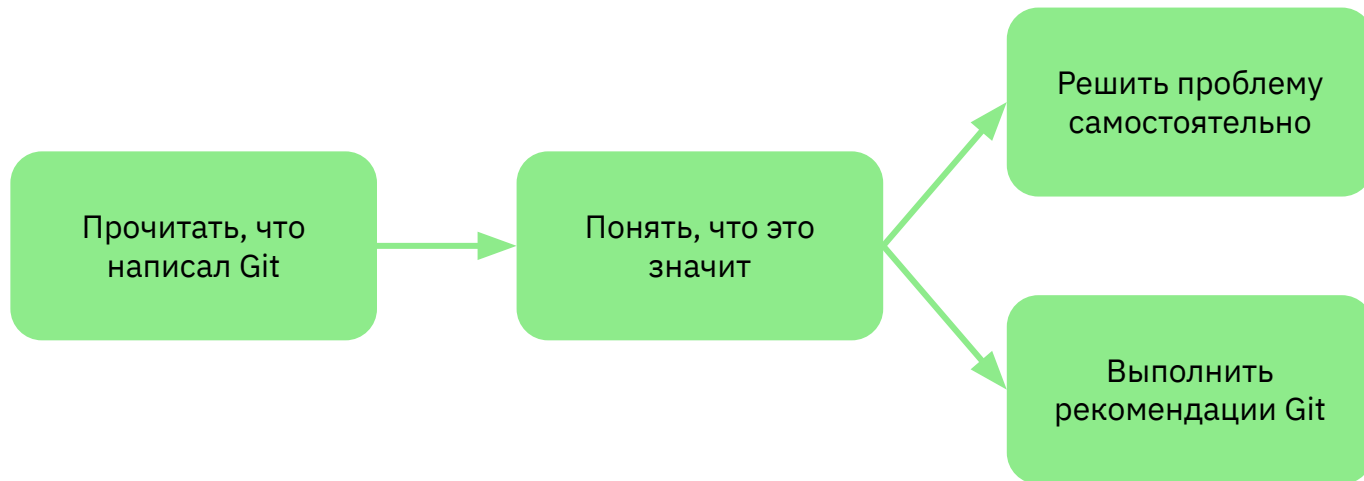 Прочитать, что
написал Git
Понять, что это
значит
Решить проблему
самостоятельно
Выполнить
рекомендации Git